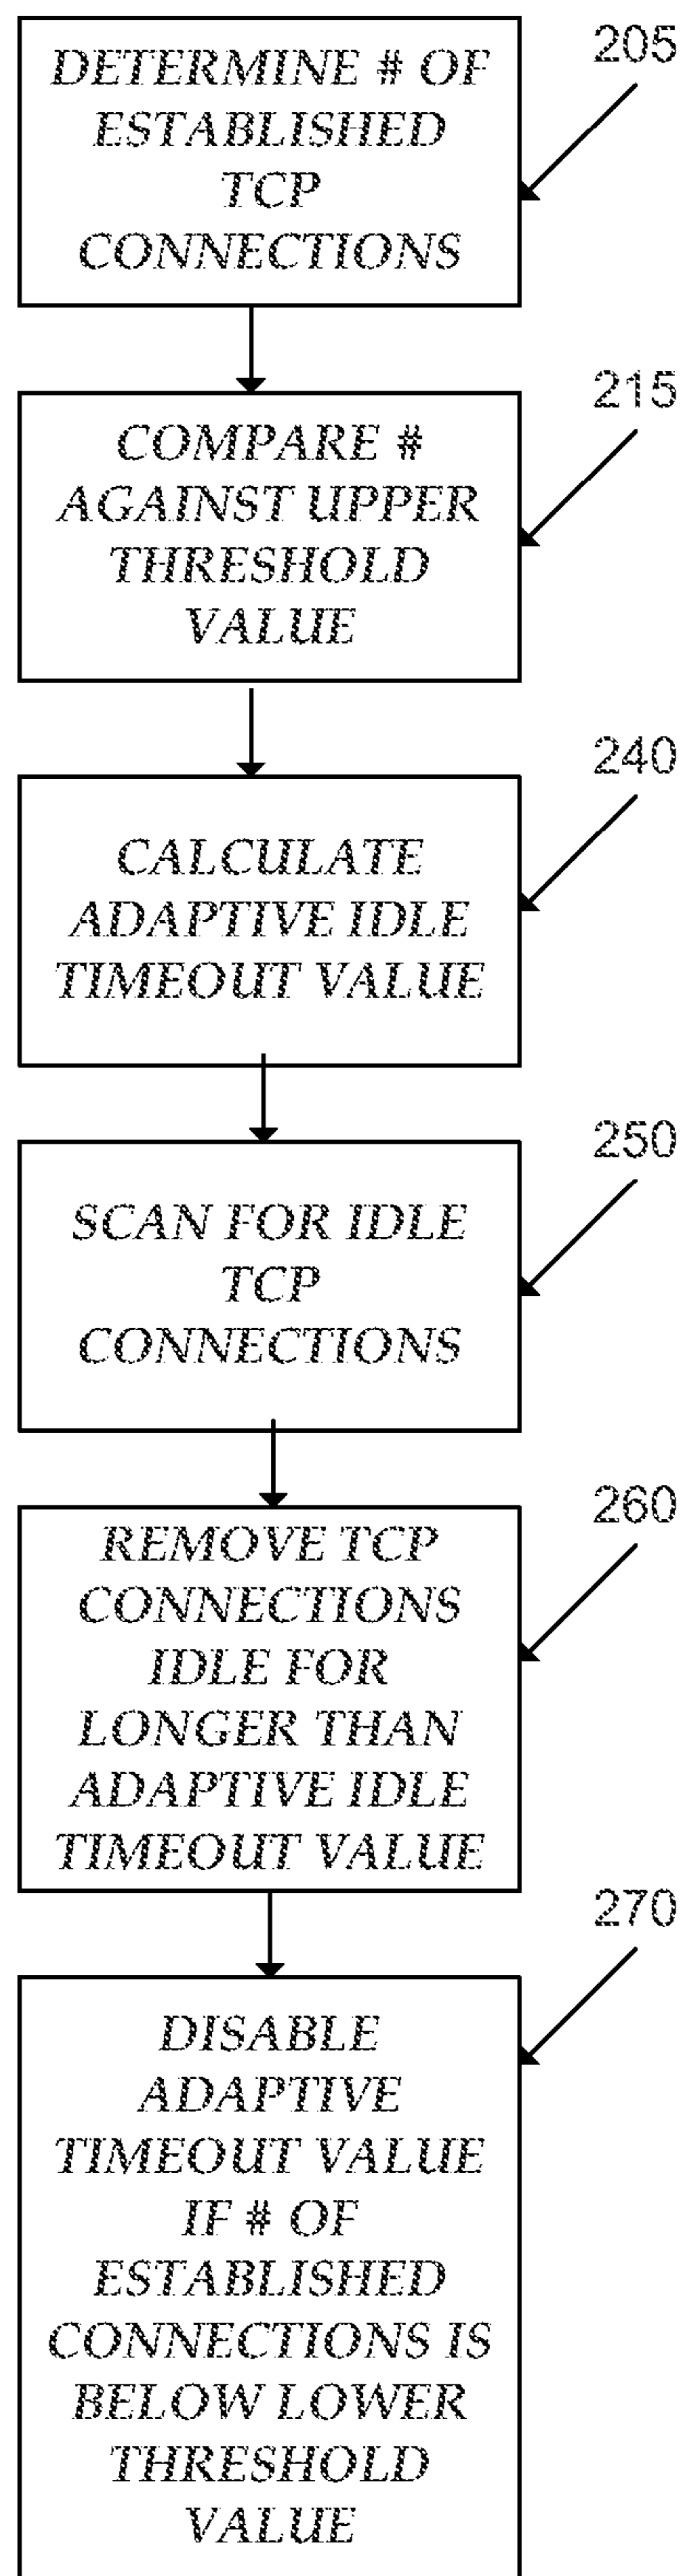 205
DETERMINE # OF
ESTABLISHED
TCP
CONNECTIONS
215
COMPARE #
AGAINST UPPER
THRESHOLD
VALUE
240
CALCULATE
ADAPTIVE IDLE
TIMEOUT VALUE
250
SCAN FOR IDLE
TCP
CONNECTIONS
260
REMOVE TCP
CONNECTIONS
IDLE FOR
LONGER THAN
ADAPTIVE IDLE
TIMEOUT VALUE
270
DISABLE
ADAPTIVE
TIMEOUT VALUE
IF # OF
ESTABLISHED
CONNECTIONS IS
BELOW LOWER
THRESHOLD
VALUE